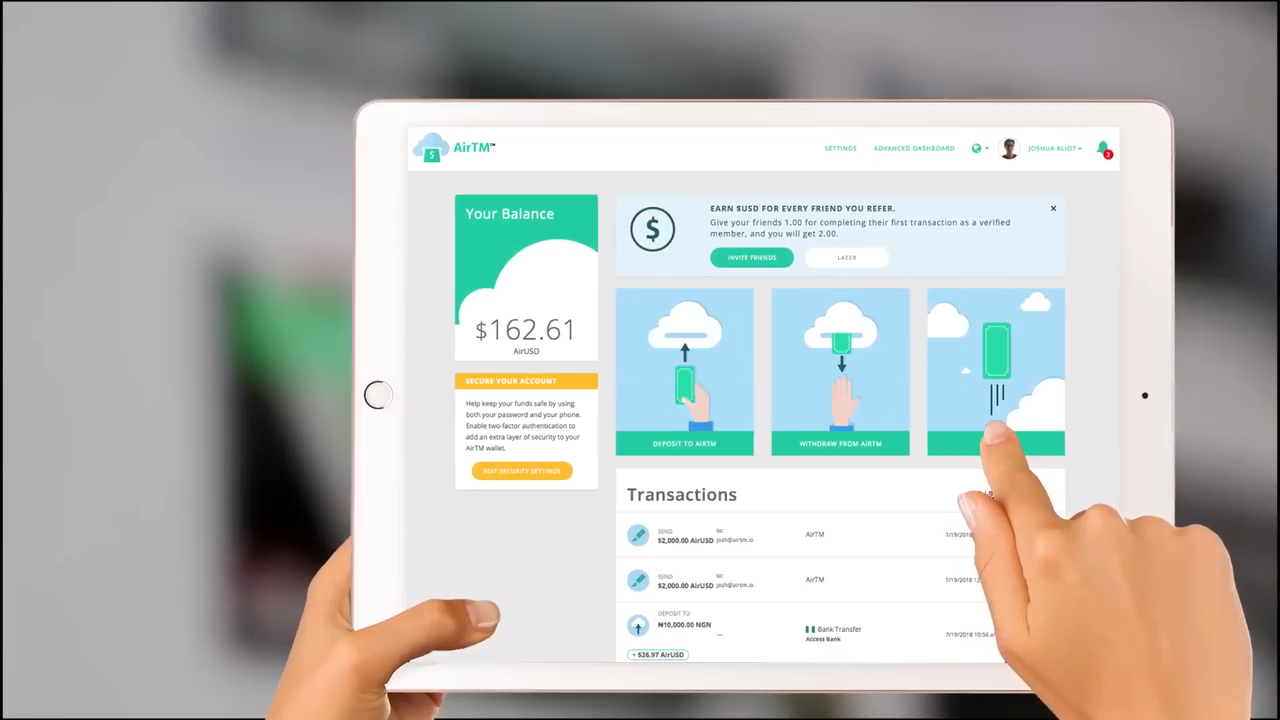 AirTM™
SETTINGS
ADVANCED DASHBOARD
JOSHUA KLIOT
2
Your Balance
$162.61
AirUSD
SECURE YOUR ACCOUNT
Help keep your funds safe by using
both your password and your phone.
Enable two-factor authentication to
add an extra layer of security to your
AirTM wallet.
EDIT SECURITY SETTINGS
$
EARN $USD FOR EVERY FRIEND YOU REFER.
Give your friends 1.00 for completing their first transaction as a verified
member, and you will get 2.00.
INVITE FRIENDS
LATER
DEPOSIT TO AIRTM
WITHDRAW FROM AIRTM
Transactions
SEND
$2,000.00 AirUSD
to:
josh@airtm.io
AirTM
7/19/2018
SEND
$2,000.00 AirUSD
to:
josh@airtm.io
AirTM
7/19/2018 12
DEPOSIT TO
₦10,000.00 NGN
+ $26.97 AirUSD
Bank Transfer
Access Bank
7/19/2018 10:56 a